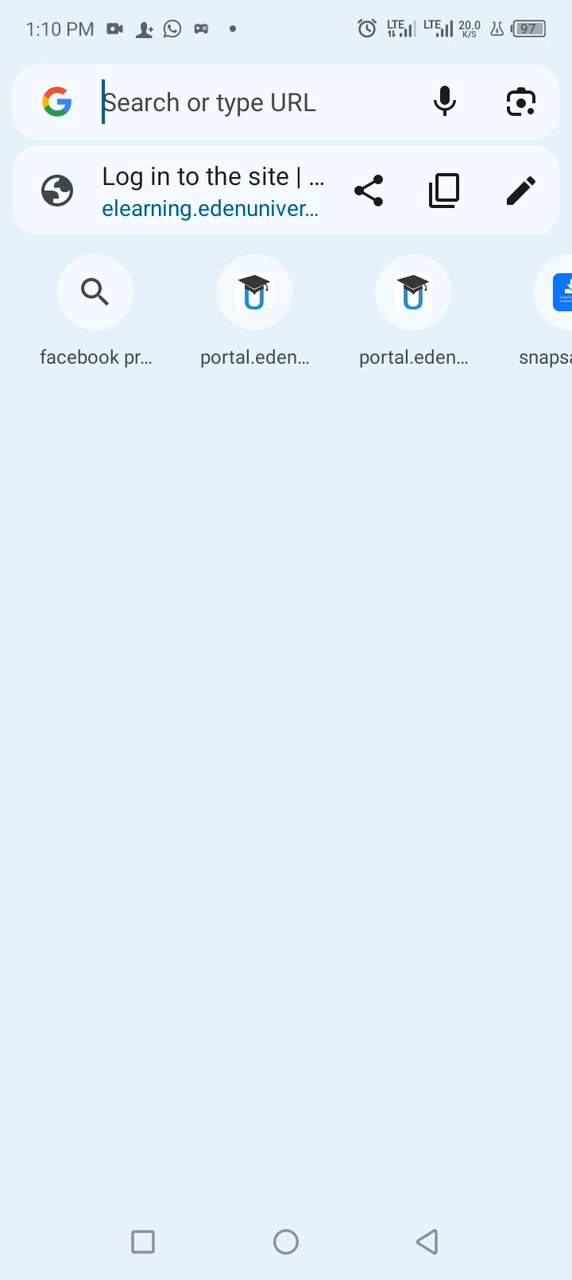 1:10 PM
LTE LTE 20.0 K/S 97
Search or type URL
Log in to the site | ...
elearning.edenuniver...
facebook pr...
portal.eden...
portal.eden...
snapsa